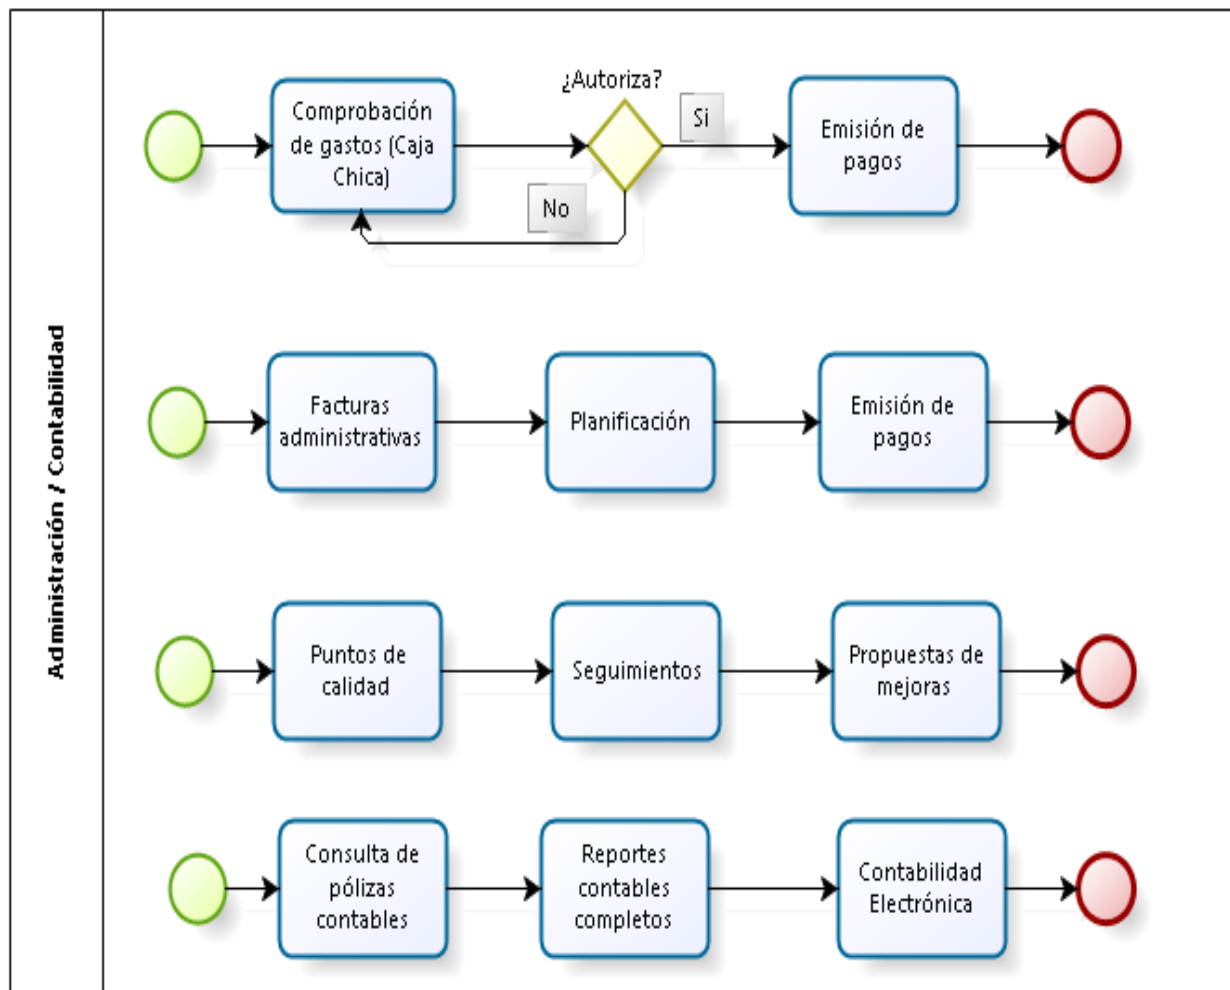 Administración / Contabilidad
Comprobación
de gastos (Caja
Chica)
¿Autoriza?
Si
No
Emisión de
pagos
Facturas
administrativas
Planificación
Emisión de
pagos
Puntos de
calidad
Seguimientos
Propuestas de
mejoras
Consulta de
pólizas
contables
Reportes
contables
completos
Contabilidad
Electrónica